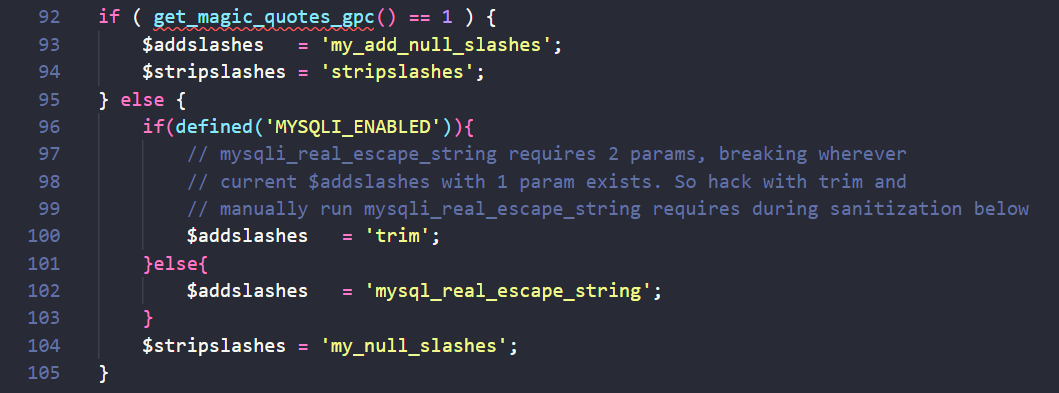 92 if ( get_magic_quotes_gpc() == 1 ) {
93 $addslashes   = 'my_add_null_slashes';
94 $stripslashes = 'stripslashes';
95 } else {
96 if(defined('MYSQLI_ENABLED')){
97 // mysqli_real_escape_string requires 2 params, breaking wherever
98 // current $addslashes with 1 param exists. So hack with trim and
99 // manually run mysqli_real_escape_string requires during sanitization below
100 $addslashes   = 'trim';
101 }else{
102 $addslashes   = 'mysql_real_escape_string';
103 }
104 $stripslashes = 'my_null_slashes';
105 }